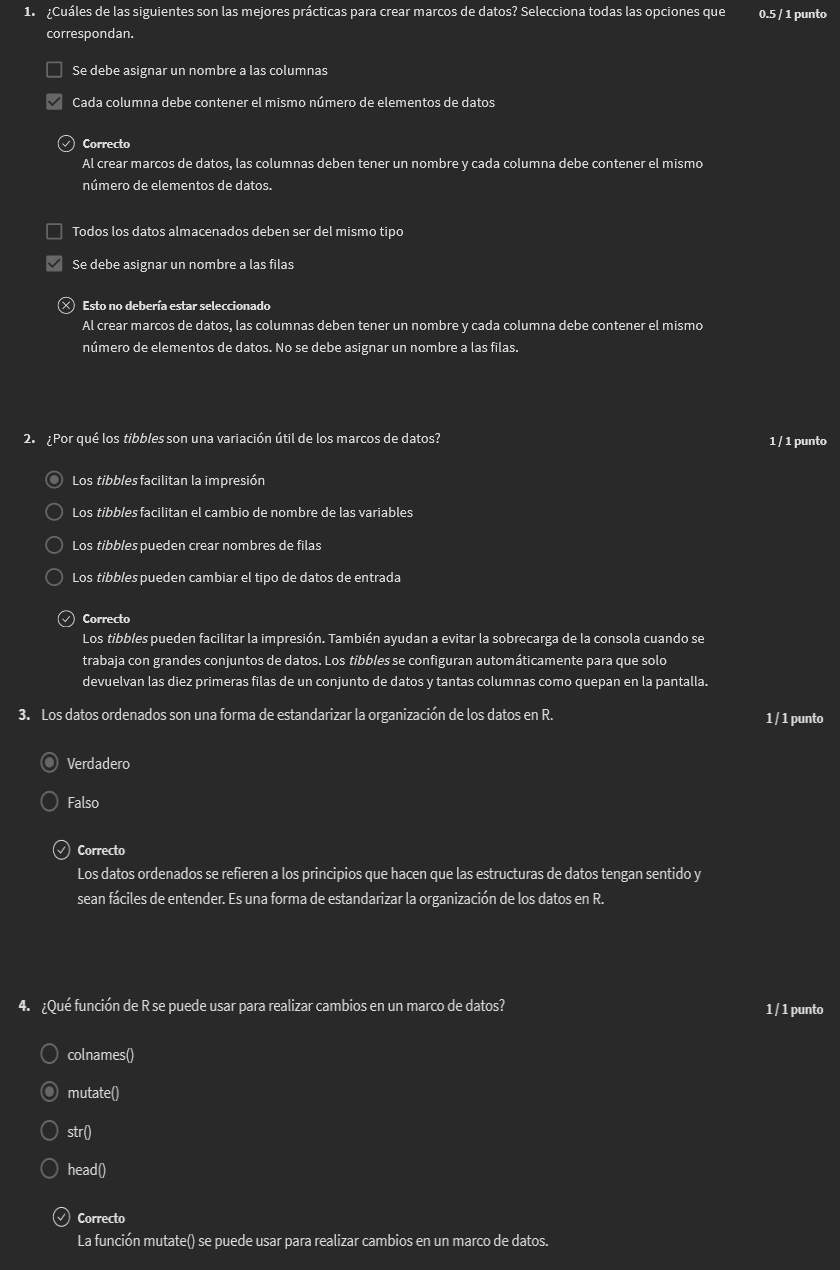 1. ¿Cuáles de las siguientes son las mejores prácticas para crear marcos de datos? Selecciona todas las opciones que
correspondan.
0.5 / 1 punto
Se debe asignar un nombre a las columnas
Cada columna debe contener el mismo número de elementos de datos
Correcto
Al crear marcos de datos, las columnas deben tener un nombre y cada columna debe contener el mismo
número de elementos de datos.
Todos los datos almacenados deben ser del mismo tipo
Se debe asignar un nombre a las filas
Esto no debería estar seleccionado
Al crear marcos de datos, las columnas deben tener un nombre y cada columna debe contener el mismo
número de elementos de datos. No se debe asignar un nombre a las filas.
2. ¿Por qué los tibbles son una variación útil de los marcos de datos?
1 / 1 punto
Los tibbles facilitan la impresión
Los tibbles facilitan el cambio de nombre de las variables
Los tibbles pueden crear nombres de filas
Los tibbles pueden cambiar el tipo de datos de entrada
Correcto
Los tibbles pueden facilitar la impresión. También ayudan a evitar la sobrecarga de la consola cuando se
trabaja con grandes conjuntos de datos. Los tibbles se configuran automáticamente para que solo
devuelvan las diez primeras filas de un conjunto de datos y tantas columnas como quepan en la pantalla.
3. Los datos ordenados son una forma de estandarizar la organización de los datos en R.
1 / 1 punto
Verdadero
Falso
Correcto
Los datos ordenados se refieren a los principios que hacen que las estructuras de datos tengan sentido y
sean fáciles de entender. Es una forma de estandarizar la organización de los datos en R.
4. ¿Qué función de R se puede usar para realizar cambios en un marco de datos?
1 / 1 punto
colnames()
mutate()
str()
head()
Correcto
La función mutate() se puede usar para realizar cambios en un marco de datos.